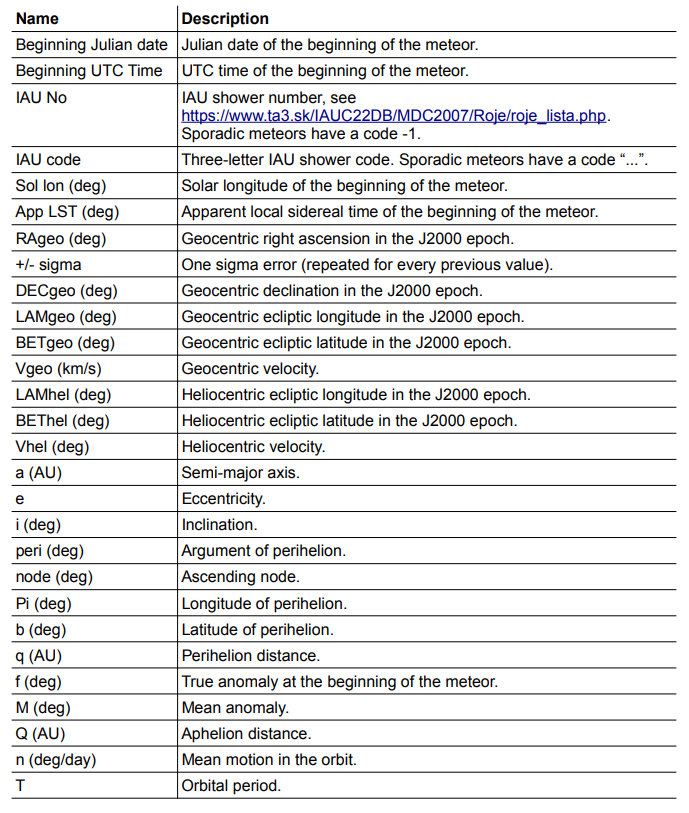 Name Description
Beginning Julian date Julian date of the beginning of the meteor.
Beginning UTC Time UTC time of the beginning of the meteor.
IAU No IAU shower number, see
https://www.ta3.sk/IAUC22DB/MDC2007/Roje/roje_lista.php.
Sporadic meteors have a code -1.
IAU code Three-letter IAU shower code. Sporadic meteors have a code “...”.
Sol lon (deg) Solar longitude of the beginning of the meteor.
App LST (deg) Apparent local sidereal time of the beginning of the meteor.
RAgeo (deg) Geocentric right ascension in the J2000 epoch.
+/- sigma One sigma error (repeated for every previous value).
DECgeo (deg) Geocentric declination in the J2000 epoch.
LAMgeo (deg) Geocentric ecliptic longitude in the J2000 epoch.
BETgeo (deg) Geocentric ecliptic latitude in the J2000 epoch.
Vgeo (km/s) Geocentric velocity.
LAMhel (deg) Heliocentric ecliptic longitude in the J2000 epoch.
BEThel (deg) Heliocentric ecliptic latitude in the J2000 epoch.
Vhel (deg) Heliocentric velocity.
a (AU) Semi-major axis.
e Eccentricity.
i (deg) Inclination.
peri (deg) Argument of perihelion.
node (deg) Ascending node.
Pi (deg) Longitude of perihelion.
b (deg) Latitude of perihelion.
q (AU) Perihelion distance.
f (deg) True anomaly at the beginning of the meteor.
M (deg) Mean anomaly.
Q (AU) Aphelion distance.
n (deg/day) Mean motion in the orbit.
T Orbital period.